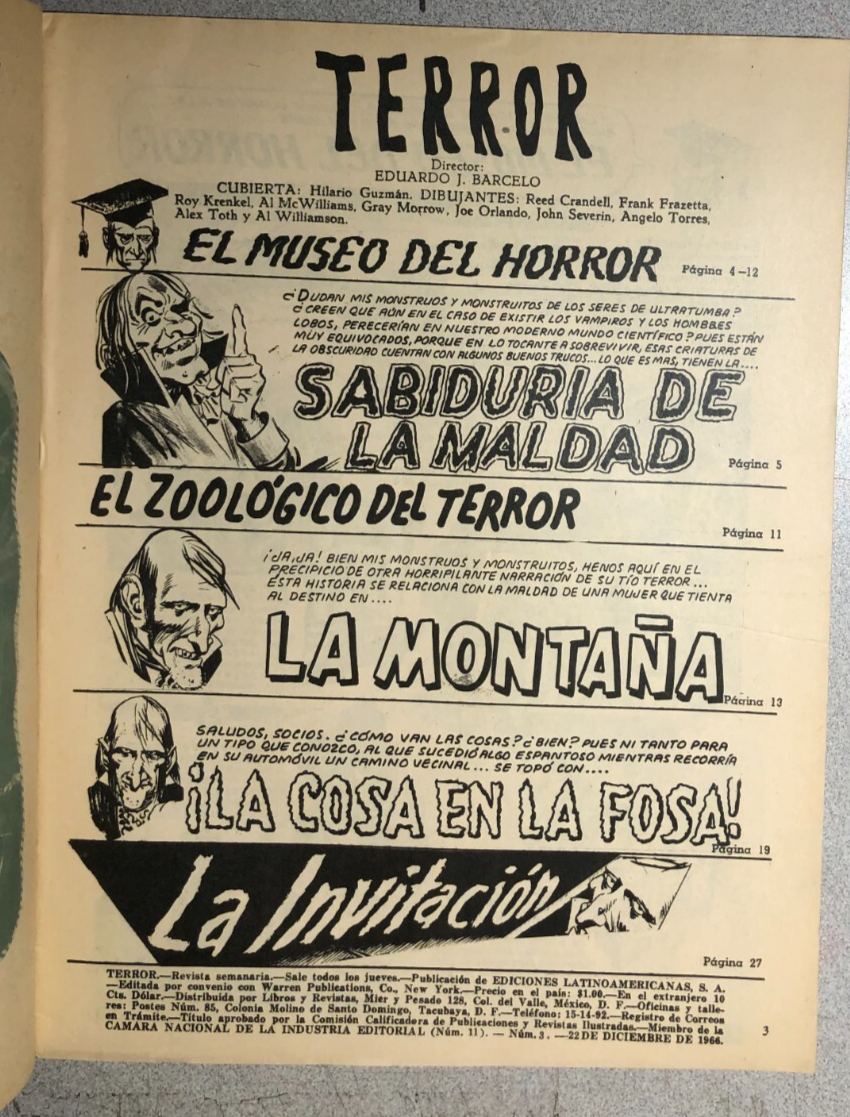 TERROR
Director:
EDUARDO J. BARCELO
CUBIERTA: Hilario Guzmán. DIBUJANTES: Reed Crandell, Frank Frazetta,
Roy Krenkel, Al McWilliams, Gray Morrow, Joe Orlando, John Severin, Angelo Torres,
Alex Toth y Al Williamson.
EL MUSEO DEL HORROR
Página 4-12
¿DUDAN MIS MONSTRUOS Y MONSTRUITOS DE LOS SERES DE ULTRATUMBA?
¿CREEN QUE AÚN EN EL CASO DE EXISTIR LOS VAMPIROS Y LOS HOMBRES
LOBOS, PERECERÍAN EN NUESTRO MODERNO MUNDO CIENTÍFICO? PUES ESTÁN
MUY EQUIVOCADOS, PORQUE EN LO TOCANTE A SOBREVIVIR, ESAS CRIATURAS DE
LA OBSCURIDAD CUENTAN CON ALGUNOS BUENOS TRUCOS... LO QUE ES MAS, TIENEN LA....
SABIDURIA DE
LA MALDAD
Página 5
EL ZOOLÓGICO DEL TERROR
Página 11
¡JA, JA! BIEN MIS MONSTRUOS Y MONSTRUITOS, HENOS AQUÍ EN EL
PRECIPICIO DE OTRA HORRIPILANTE NARRACIÓN DE SU TÍO TERROR...
ESTA HISTORIA SE RELACIONA CON LA MALDAD DE UNA MUJER QUE TIENTA
AL DESTINO EN....
LA MONTAÑA
Página 13
SALUDOS, SOCIOS. ¿CÓMO VAN LAS COSAS? ¿BIEN? PUES NI TANTO PARA
UN TIPO QUE CONOZCO, AL QUE SUCEDIÓ ALGO ESPANTOSO MIENTRAS RECORRÍA
EN SU AUTOMÓVIL UN CAMINO VECINAL... SE TOPÓ CON....
¡LA COSA EN LA FOSA!
Página 19
La Invitación
Página 27
TERROR.—Revista semanaria.—Sale todos los jueves.—Publicación de EDICIONES LATINOAMERICANAS, S. A.
—Editada por convenio con Warren Publications, Co., New York.—Precio en el país: $1.00.—En el extranjero 10
Cts. Dólar.—Distribuida por Libros y Revistas, Mier y Pesado 128, Col. del Valle, México, D. F.—Oficinas y talle-
res: Postes Núm. 85, Colonia Molino de Santo Domingo, Tacubaya, D. F.—Teléfono: 15-14-92.—Registro de Correos
en Trámite.—Título aprobado por la Comisión Calificadora de Publicaciones y Revistas Ilustradas.—Miembro de la
CAMARA NACIONAL DE LA INDUSTRIA EDITORIAL (Núm. 11). — Núm. 3. —22 DE DICIEMBRE DE 1966.
3